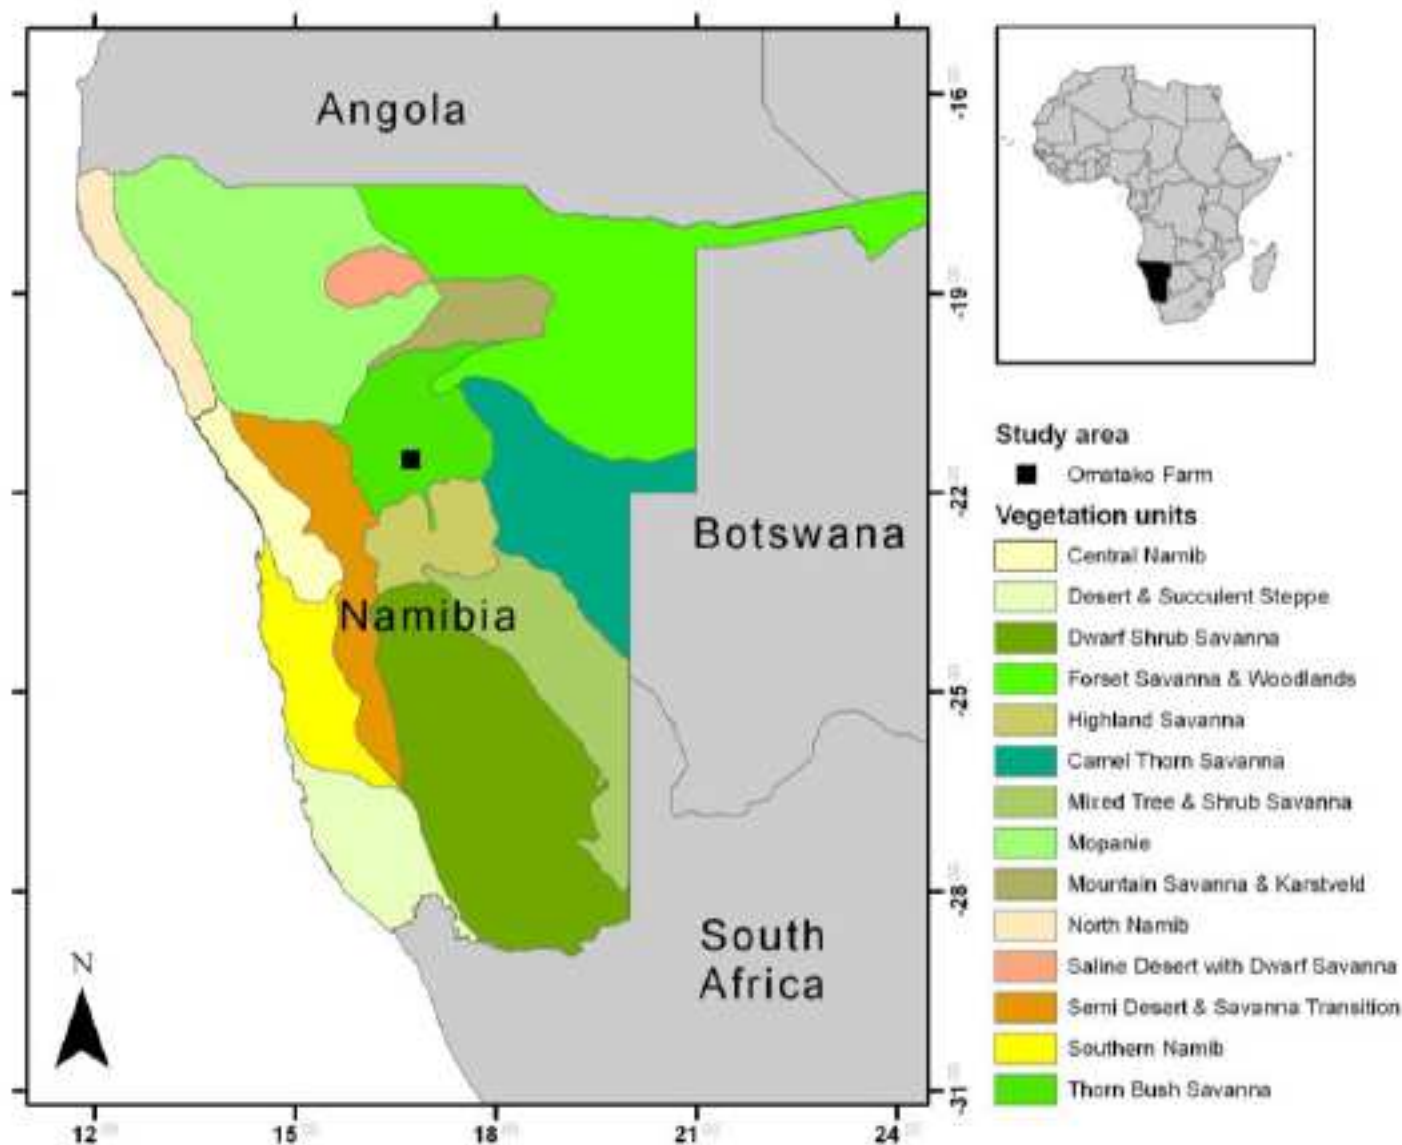 Angola
Namibia
Botswana
South
Africa
N
-16
-19
-22
-25
-28
-31
12
15
18
21
24
Study area
Omatako Farm
Vegetation units
Central Namib
Desert & Succulent Steppe
Dwarf Shrub Savanna
Forset Savanna & Woodlands
Highland Savanna
Camel Thorn Savanna
Mixed Tree & Shrub Savanna
Mopanie
Mountain Savanna & Karstveld
North Namib
Saline Desert with Dwarf Savanna
Semi Desert & Savanna Transition
Southern Namib
Thorn Bush Savanna